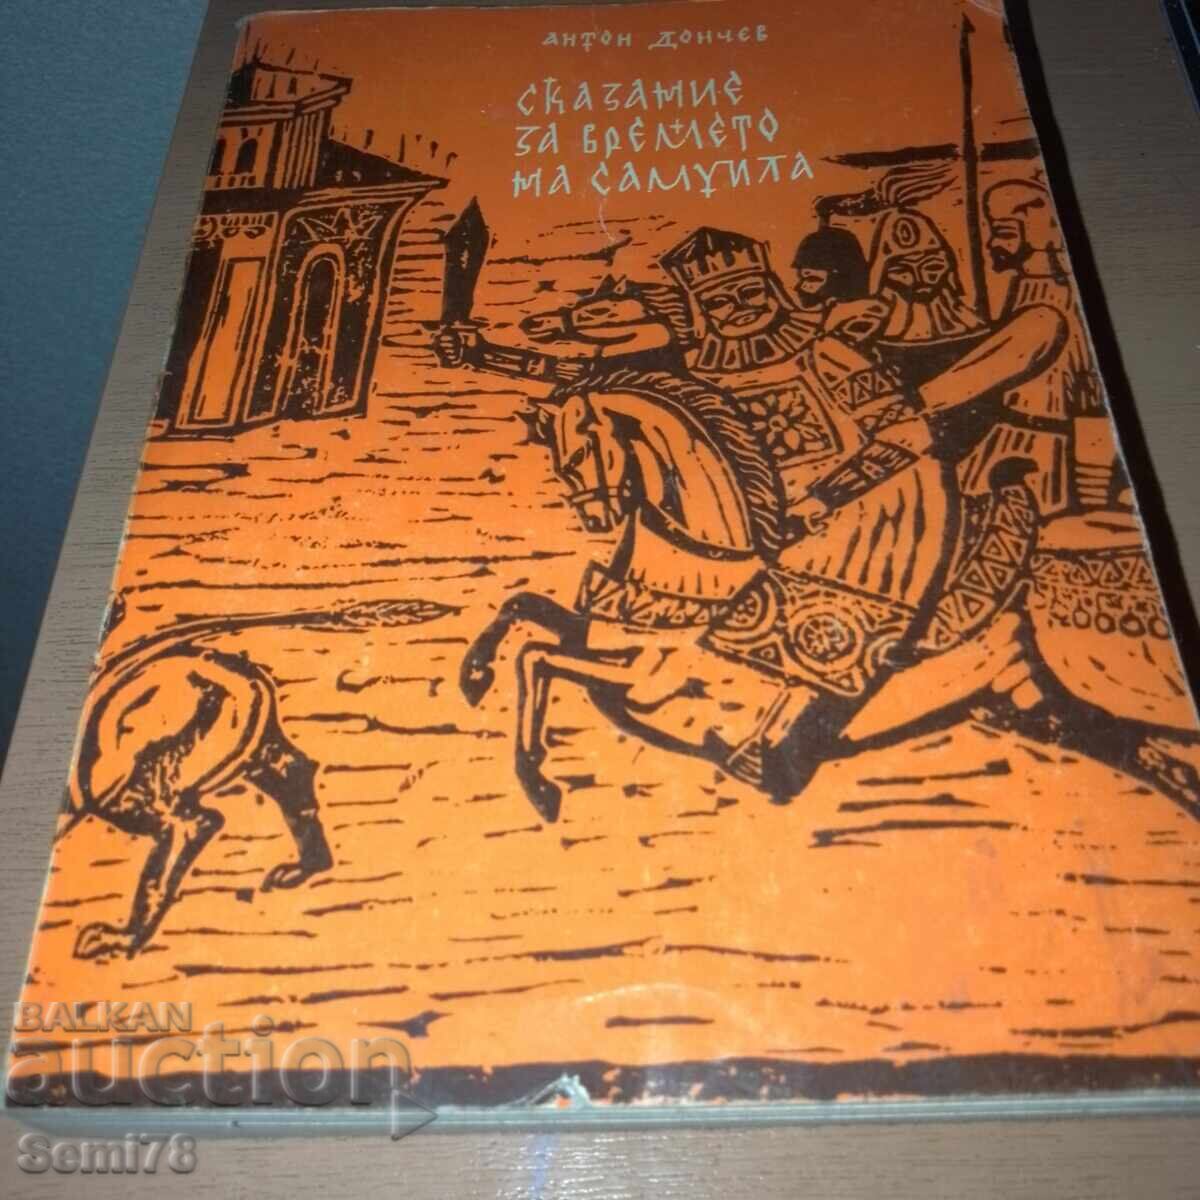 АНТОН ДОНЧЕВ
СКАЗАНИЕ
ЗА ВРЕМЕТО
НА САМУИЛА
BALKAN
auction
Semi78